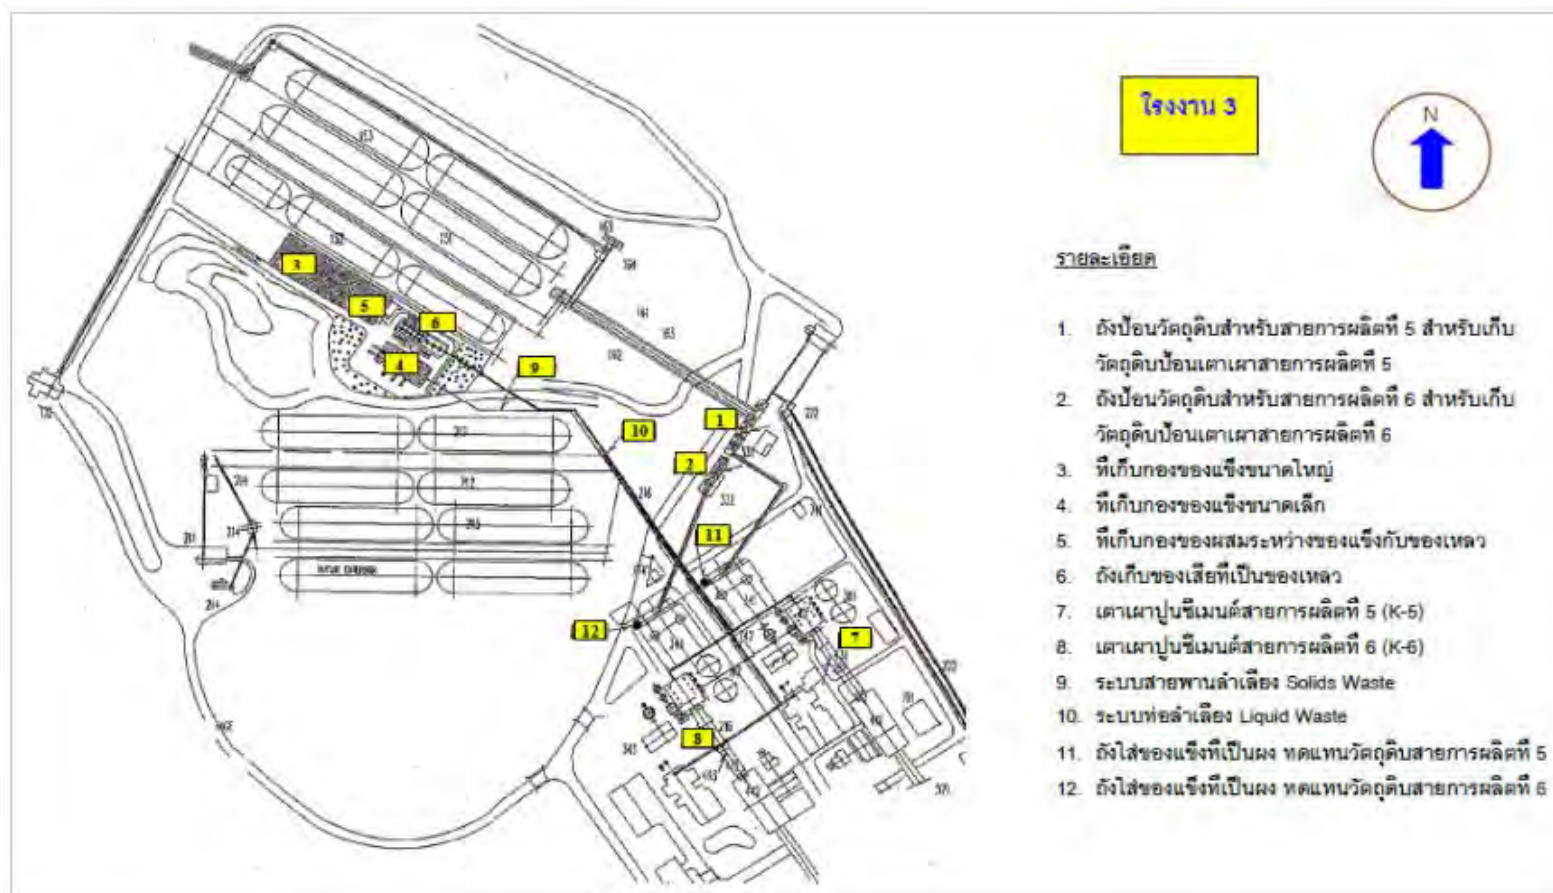 โรงงาน 3
N
รายละเอียด
1. ถังป้อนวัตถุดิบสำหรับสายการผลิตที่ 5 สำหรับเก็บ
วัตถุดิบป้อนเตาเผาสายการผลิตที่ 5
2. ถังป้อนวัตถุดิบสำหรับสายการผลิตที่ 6 สำหรับเก็บ
วัตถุดิบป้อนเตาเผาสายการผลิตที่ 6
3. ที่เก็บกองของแข็งขนาดใหญ่
4. ที่เก็บกองของแข็งขนาดเล็ก
5. ที่เก็บกองของผสมระหว่างของแข็งกับของเหลว
6. ถังเก็บของเสียที่เป็นของเหลว
7. เตาเผาปูนซีเมนต์สายการผลิตที่ 5 (K-5)
8. เตาเผาปูนซีเมนต์สายการผลิตที่ 6 (K-6)
9. ระบบสายพานลำเลียง Solids Waste
10. ระบบท่อลำเลียง Liquid Waste
11. ถังใส่ของแข็งที่เป็นผง ทดแทนวัตถุดิบสายการผลิตที่ 5
12. ถังใส่ของแข็งที่เป็นผง ทดแทนวัตถุดิบสายการผลิตที่ 6
3
5
6
4
9
1
10
2
11
12
7
8